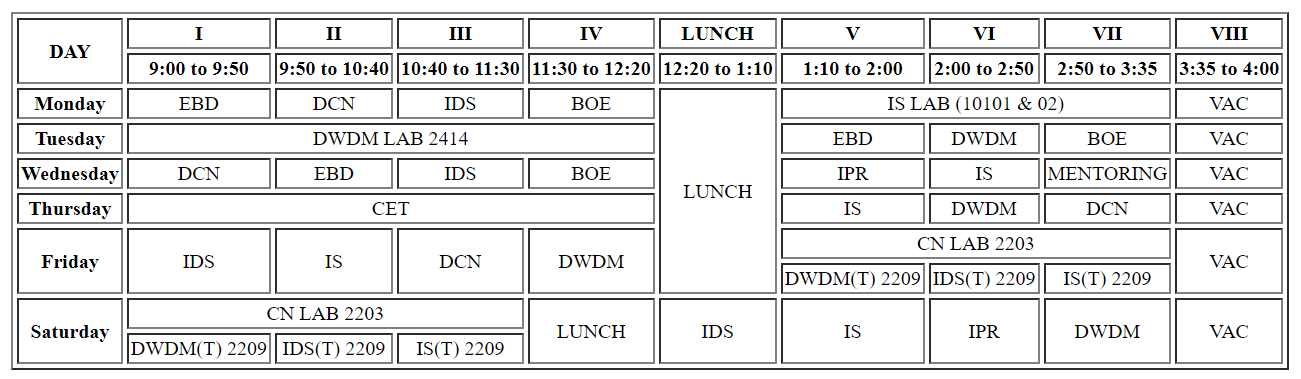 DAY I II III IV LUNCH V VI VII VIII
9:00 to 9:50 9:50 to 10:40 10:40 to 11:30 11:30 to 12:20 12:20 to 1:10 1:10 to 2:00 2:00 to 2:50 2:50 to 3:35 3:35 to 4:00
Monday EBD DCN IDS BOE LUNCH IS LAB (10101 & 02) VAC
Tuesday DWDM LAB 2414 EBD DWDM BOE VAC
Wednesday DCN EBD IDS BOE IPR IS MENTORING VAC
Thursday CET IS DWDM DCN VAC
Friday IDS IS DCN DWDM CN LAB 2203 VAC
DWDM(T) 2209 IDS(T) 2209 IS(T) 2209
Saturday CN LAB 2203 LUNCH IDS IS IPR DWDM VAC
DWDM(T) 2209 IDS(T) 2209 IS(T) 2209